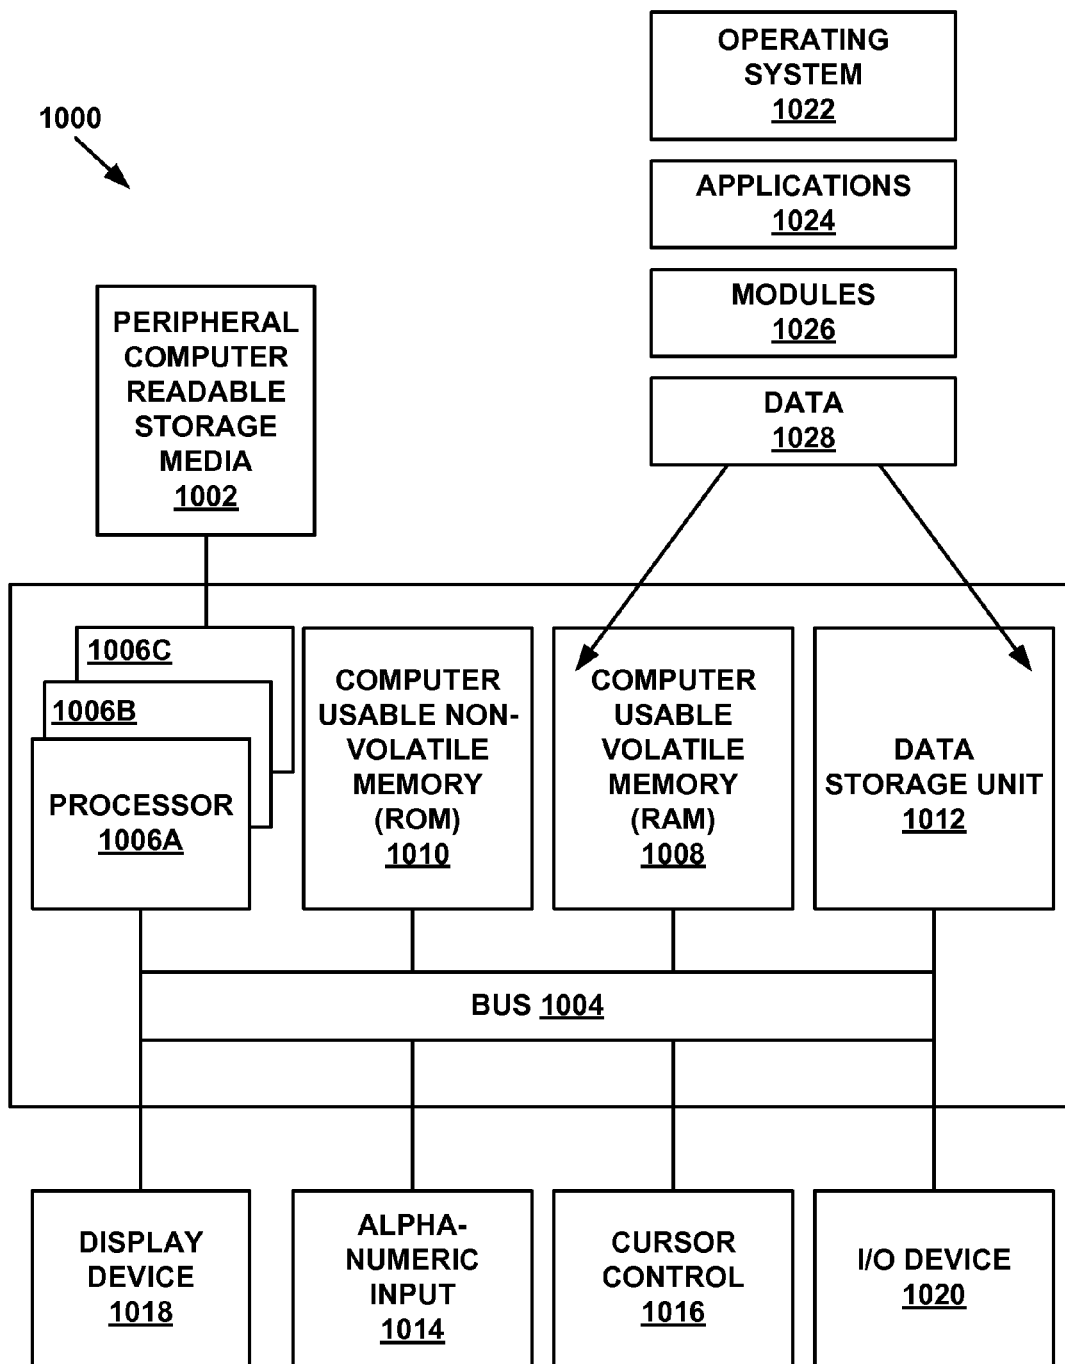 OPERATING
SYSTEM
1022
1000
APPLICATIONS
1024
MODULES
1026
PERIPHERAL
COMPUTER
READABLE
STORAGE
MEDIA
1002
DATA
1028
1006C
1006B
PROCESSOR
1006A
COMPUTER
USABLE NON-
VOLATILE
MEMORY
(ROM)
1010
COMPUTER
USABLE
VOLATILE
MEMORY
(RAM)
1008
DATA
STORAGE UNIT
1012
BUS 1004
DISPLAY
DEVICE
1018
ALPHA-
NUMERIC
INPUT
1014
CURSOR
CONTROL
1016
I/O DEVICE
1020